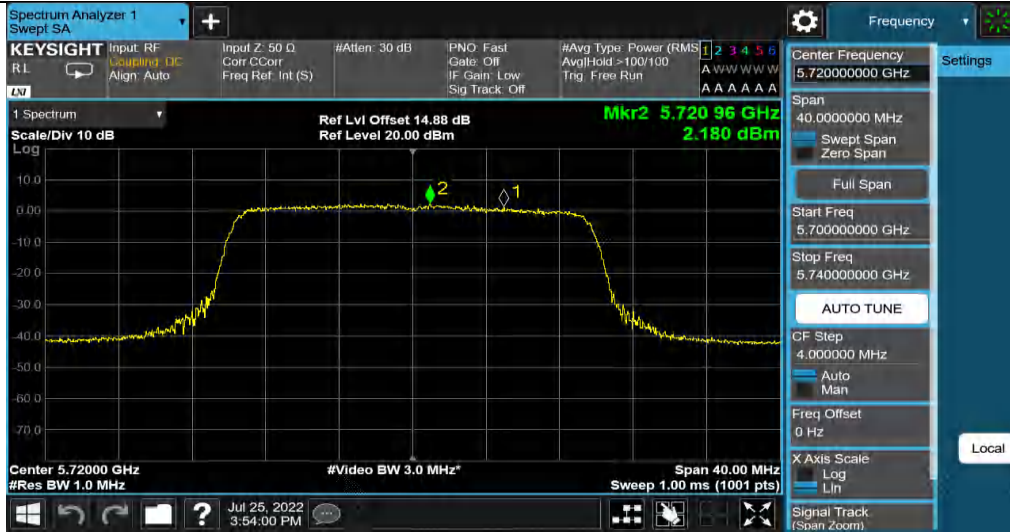 Spectrum Analyzer 1
Swept SA
+
Frequency
KEYSIGHT
RL
LXI
Input: RF
Coupling: DC
Align: Auto
Input Z: 50 Ω
Corr CCorr
Freq Ref: Int (S)
#Atten: 30 dB
PNO: Fast
Gate: Off
IF Gain: Low
Sig Track: Off
#Avg Type: Power (RMS
Avg|Hold >100/100
Trig: Free Run
1 2 3 4 5 6
A W W W W W
A A A A A A
1 Spectrum
Scale/Div 10 dB
Log
Ref Lvl Offset 14.88 dB
Ref Level 20.00 dBm
Mkr2 5.720 96 GHz
2.180 dBm
10.0
0.00
-10.0
-20.0
-30.0
-40.0
-50.0
-60.0
-70.0
2
1
Center 5.72000 GHz
#Res BW 1.0 MHz
#Video BW 3.0 MHz*
Span 40.00 MHz
Sweep 1.00 ms (1001 pts)
?
Jul 25, 2022
3:54:00 PM
Center Frequency
5.720000000 GHz
Span
40.0000000 MHz
Swept Span
Zero Span
Full Span
Start Freq
5.700000000 GHz
Stop Freq
5.740000000 GHz
AUTO TUNE
CF Step
4.000000 MHz
Auto
Man
Freq Offset
0 Hz
X Axis Scale
Log
Lin
Signal Track
(Span Zoom)
Settings
Local